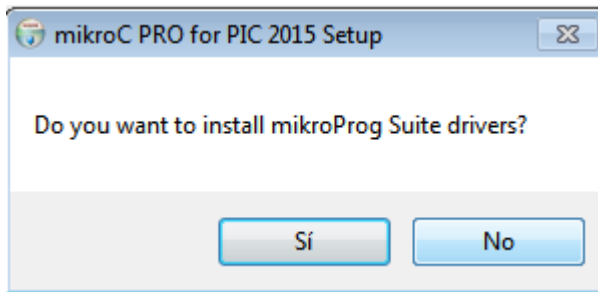 mikroC PRO for PIC 2015 Setup
Do you want to install mikroProg Suite drivers?
Sí
No